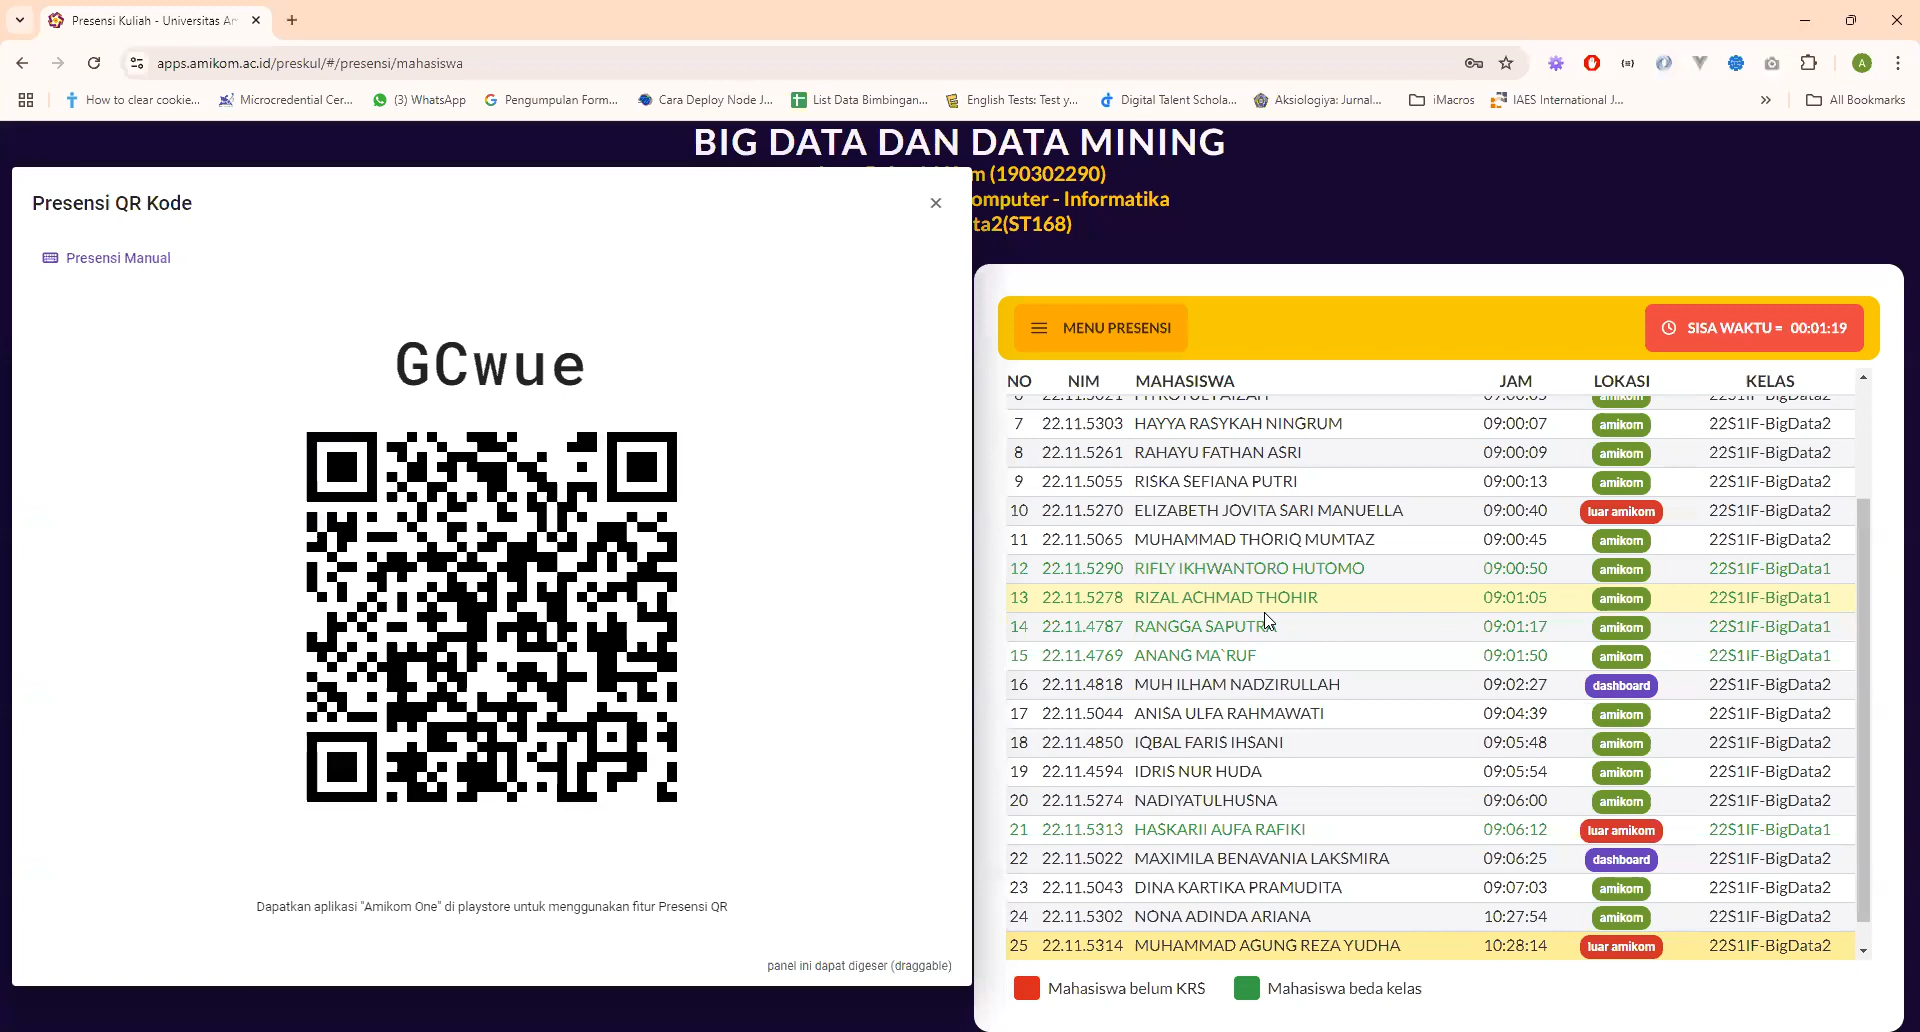 Presensi Kuliah - Universitas Am
apps.amikom.ac.id/preskul/#/presensi/mahasiswa
A
How to clear cookie...
Microcredential Cer...
(3) WhatsApp
Pengumpulan Form...
Cara Deploy Node J...
List Data Bimbingan...
English Tests: Test y...
Digital Talent Schola...
Aksiologiya: Jurnal...
iMacros
IAES International J...
All Bookmarks
BIG DATA DAN DATA MINING
m (190302290)
omputer - Informatika
ta2(ST168)
Presensi QR Kode
Presensi Manual
GCwue
Dapatkan aplikasi "Amikom One" di playstore untuk menggunakan fitur Presensi QR
panel ini dapat digeser (draggable)
MENU PRESENSI
SISA WAKTU = 00:01:19
NO NIM MAHASISWA JAM LOKASI KELAS
7 22.11.5303 HAYYA RASYKAH NINGRUM 09:00:07 amikom 22S1IF-BigData2
8 22.11.5261 RAHAYU FATHAN ASRI 09:00:09 amikom 22S1IF-BigData2
9 22.11.5055 RISKA SEFIANA PUTRI 09:00:13 amikom 22S1IF-BigData2
10 22.11.5270 ELIZABETH JOVITA SARI MANUELLA 09:00:40 luar amikom 22S1IF-BigData2
11 22.11.5065 MUHAMMAD THORIQ MUMTAZ 09:00:45 amikom 22S1IF-BigData2
12 22.11.5290 RIFLY IKHWANTORO HUTOMO 09:00:50 amikom 22S1IF-BigData1
13 22.11.5278 RIZAL ACHMAD THOHIR 09:01:05 amikom 22S1IF-BigData1
14 22.11.4787 RANGGA SAPUTRA 09:01:17 amikom 22S1IF-BigData1
15 22.11.4769 ANANG MA`RUF 09:01:50 amikom 22S1IF-BigData1
16 22.11.4818 MUH ILHAM NADZIRULLAH 09:02:27 dashboard 22S1IF-BigData2
17 22.11.5044 ANISA ULFA RAHMAWATI 09:04:39 amikom 22S1IF-BigData2
18 22.11.4850 IQBAL FARIS IHSANI 09:05:48 amikom 22S1IF-BigData2
19 22.11.4594 IDRIS NUR HUDA 09:05:54 amikom 22S1IF-BigData2
20 22.11.5274 NADIYATULHUSNA 09:06:00 amikom 22S1IF-BigData2
21 22.11.5313 HASKARII AUFA RAFIKI 09:06:12 luar amikom 22S1IF-BigData1
22 22.11.5022 MAXIMILA BENAVANIA LAKSMIRA 09:06:25 dashboard 22S1IF-BigData2
23 22.11.5043 DINA KARTIKA PRAMUDITA 09:07:03 amikom 22S1IF-BigData2
24 22.11.5302 NONA ADINDA ARIANA 10:27:54 amikom 22S1IF-BigData2
25 22.11.5314 MUHAMMAD AGUNG REZA YUDHA 10:28:14 luar amikom 22S1IF-BigData2
Mahasiswa belum KRS
Mahasiswa beda kelas